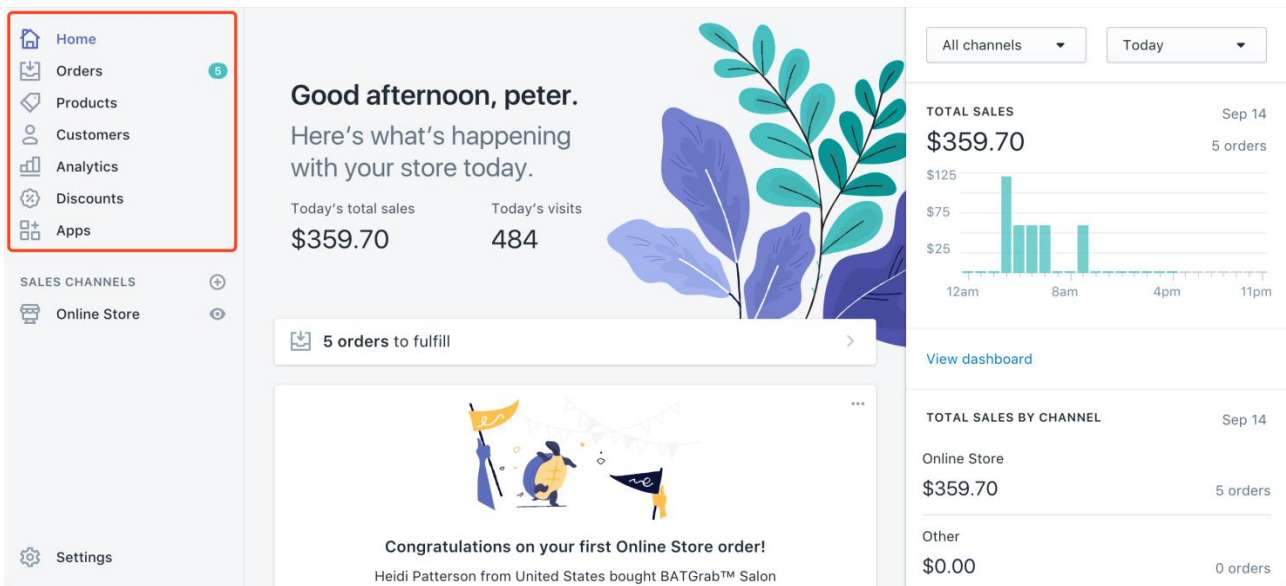 Home
Orders 5
Products
Customers
Analytics
Discounts
Apps
SALES CHANNELS
Online Store
Settings
Good afternoon, peter.
Here's what's happening
with your store today.
Today's total sales Today's visits
$359.70 484
5 orders to fulfill
Congratulations on your first Online Store order!
Heidi Patterson from United States bought BATGrab™ Salon
All channels Today
TOTAL SALES Sep 14
$359.70 5 orders
$125
$75
$25
12am 8am 4pm 11pm
View dashboard
TOTAL SALES BY CHANNEL Sep 14
Online Store
$359.70 5 orders
Other
$0.00 0 orders